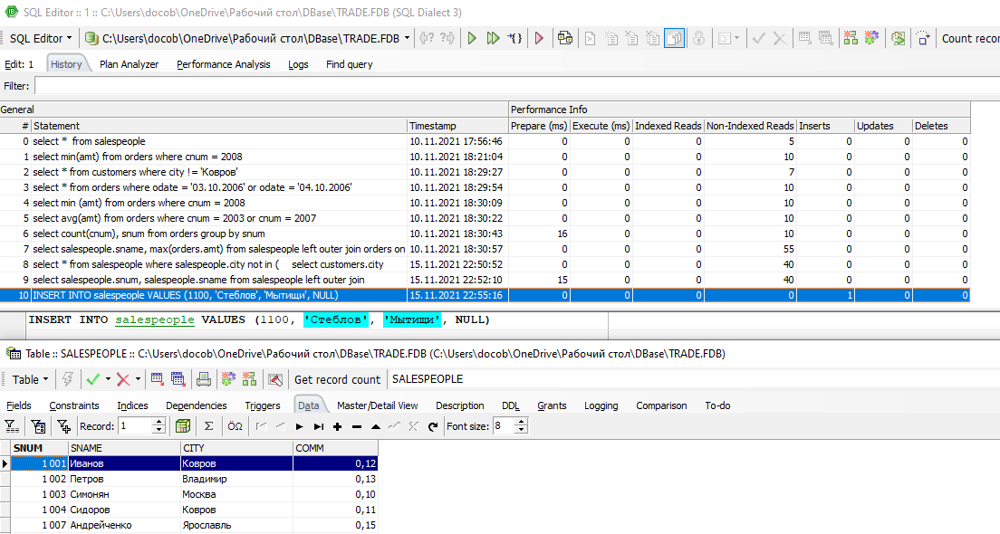 SQL Editor :: 1 :: C:\Users\docob\OneDrive\Рабочий стол\DBase\TRADE.FDB (SQL Dialect 3)
SQL Editor C:\Users\docob\OneDrive\Рабочий стол\DBase\TRADE.FDB Count recor
Edit: 1 History Plan Analyzer Performance Analysis Logs Find query
Filter:
General Performance Info
# Statement Timestamp Prepare (ms) Execute (ms) Indexed Reads Non-Indexed Reads Inserts Updates Deletes
0 select * from salespeople 10.11.2021 17:56:46 0 0 0 5 0 0 0
1 select min(amt) from orders where cnum = 2008 10.11.2021 18:21:04 0 0 0 10 0 0 0
2 select * from customers where city != 'Ковров' 10.11.2021 18:29:27 0 0 0 7 0 0 0
3 select * from orders where odate = '03.10.2006' or odate = '04.10.2006' 10.11.2021 18:29:54 0 0 0 10 0 0 0
4 select min (amt) from orders where cnum = 2008 10.11.2021 18:30:09 0 0 0 10 0 0 0
5 select avg(amt) from orders where cnum = 2003 or cnum = 2007 10.11.2021 18:30:22 0 0 0 10 0 0 0
6 select count(cnum), snum from orders group by snum 10.11.2021 18:30:43 16 0 0 10 0 0 0
7 select salespeople.sname, max(orders.amt) from salespeople left outer join orders on 10.11.2021 18:30:57 0 0 0 55 0 0 0
8 select * from salespeople where salespeople.city not in ( select customers.city 15.11.2021 22:50:52 0 0 0 40 0 0 0
9 select salespeople.snum, salespeople.sname from salespeople left outer join 15.11.2021 22:52:10 15 0 0 40 0 0 0
10 INSERT INTO salespeople VALUES (1100, 'Стеблов', 'Мытищи', NULL) 15.11.2021 22:55:16 0 0 0 0 1 0 0
INSERT INTO salespeople VALUES (1100, 'Стеблов', 'Мытищи', NULL)
Table :: SALESPEOPLE :: C:\Users\docob\OneDrive\Рабочий стол\DBase\TRADE.FDB (C:\Users\docob\OneDrive\Рабочий стол\DBase\TRADE.FDB)
Table Get record count SALESPEOPLE
Fields Constraints Indices Dependencies Triggers Data Master/Detail View Description DDL Grants Logging Comparison To-do
Record: 1 Σ ÖΩ Font size: 8
SNUM SNAME CITY COMM
1 001 Иванов Ковров 0,12
1 002 Петров Владимир 0,13
1 003 Симонян Москва 0,10
1 004 Сидоров Ковров 0,11
1 007 Андрейченко Ярославль 0,15